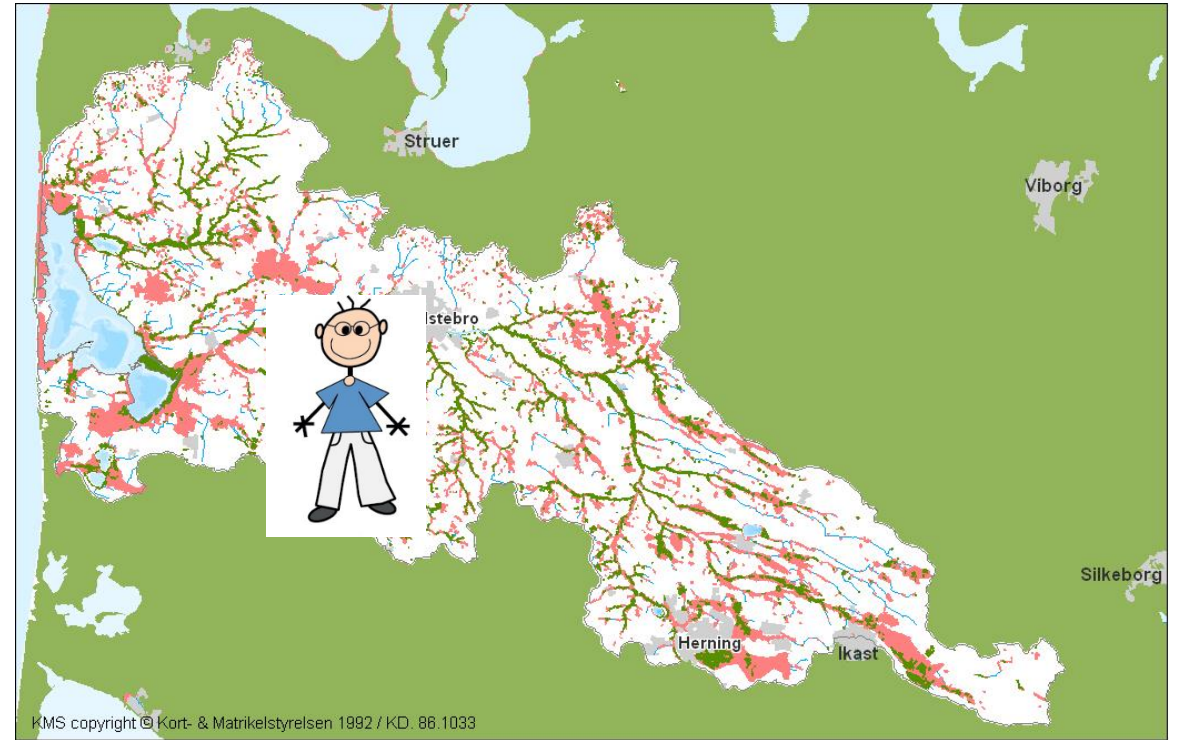 Struer
Viborg
lstebro
Silkeborg
Herning
Ikast
KMS copyright © Kort- & Matrikelstyrelsen 1992 / KD. 86.1033